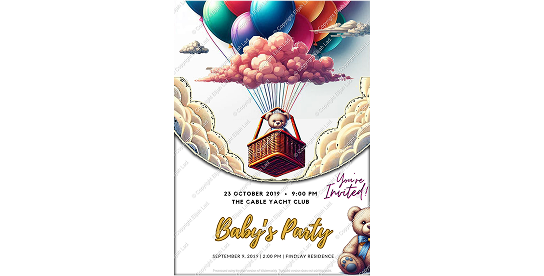 You're
Invited!
23 OCTOBER 2019 • 9:00 PM
THE CABLE YACHT CLUB
Baby's Party
SEPTEMBER 9, 2019 | 2:00 PM | FINDLAY RESIDENCE